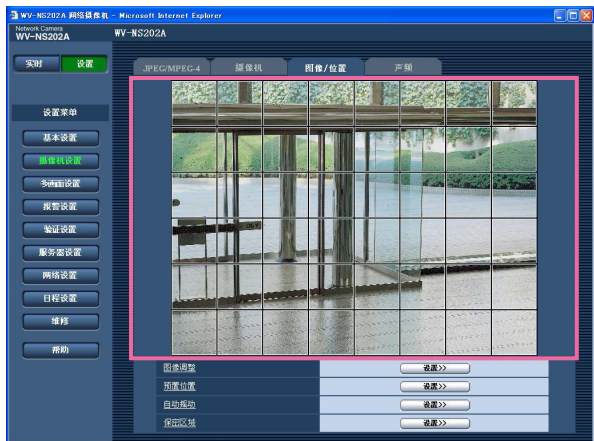 WV-NS202A 网络摄像机 - Microsoft Internet Explorer
Network Camera
WV-NS202A
WV-NS202A
实时
设置
JPEG/MPEG-4
摄像机
图像/位置
声频
设置菜单
基本设置
摄像机设置
多画面设置
报警设置
验证设置
服务器设置
网络设置
日程设置
维修
帮助
OUT
图像调整
设置>>
预置位置
设置>>
自动摇动
设置>>
保密区域
设置>>